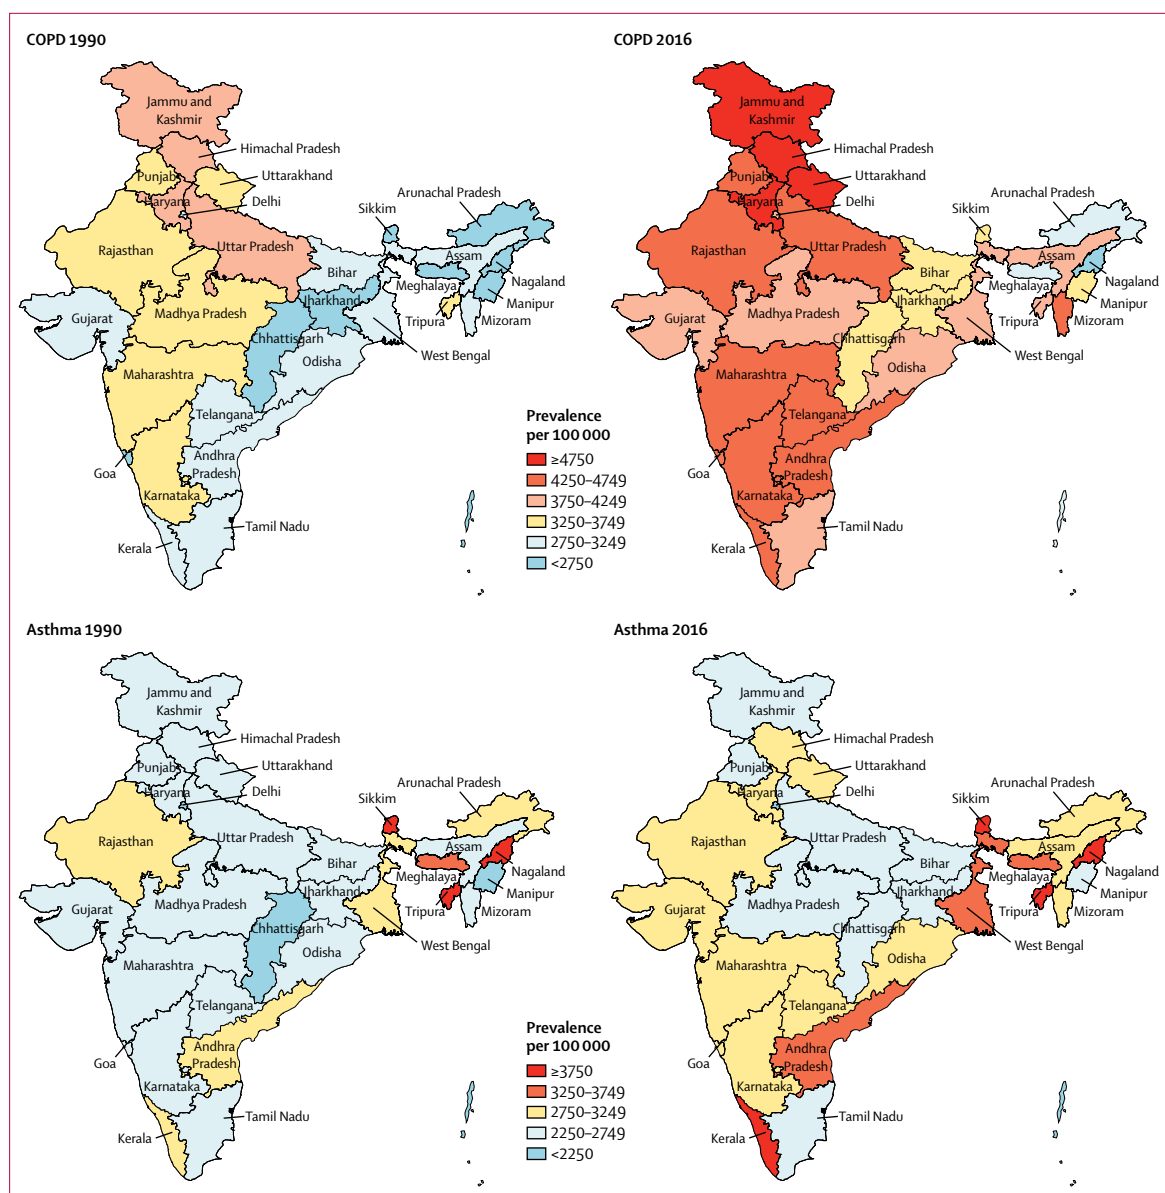 COPD 1990
Jammu and
Kashmir
Himachal Pradesh
Punjab
Uttarakhand
Haryana
Delhi
Arunachal Pradesh
Sikkim
Rajasthan
Uttar Pradesh
Assam
Bihar
Nagaland
Meghalaya
Jharkhand
Manipur
Gujarat
Madhya Pradesh
Tripura
Mizoram
Chhattisgarh
West Bengal
Odisha
Maharashtra
Telangana
Goa
Andhra
Pradesh
Karnataka
Tamil Nadu
Kerala
COPD 2016
Jammu and
Kashmir
Himachal Pradesh
Punjab
Uttarakhand
Haryana
Delhi
Arunachal Pradesh
Sikkim
Rajasthan
Uttar Pradesh
Assam
Bihar
Nagaland
Meghalaya
Jharkhand
Manipur
Gujarat
Madhya Pradesh
Tripura
Mizoram
Chhattisgarh
West Bengal
Odisha
Maharashtra
Telangana
Goa
Andhra
Pradesh
Karnataka
Tamil Nadu
Kerala
Prevalence
per 100 000
≥4750
4250–4749
3750–4249
3250–3749
2750–3249
<2750
Asthma 1990
Jammu and
Kashmir
Himachal Pradesh
Punjab
Uttarakhand
Haryana
Delhi
Arunachal Pradesh
Sikkim
Rajasthan
Uttar Pradesh
Assam
Bihar
Nagaland
Meghalaya
Jharkhand
Manipur
Gujarat
Madhya Pradesh
Tripura
Mizoram
Chhattisgarh
West Bengal
Odisha
Maharashtra
Telangana
Goa
Andhra
Pradesh
Karnataka
Tamil Nadu
Kerala
Asthma 2016
Jammu and
Kashmir
Himachal Pradesh
Punjab
Uttarakhand
Haryana
Delhi
Arunachal Pradesh
Sikkim
Rajasthan
Uttar Pradesh
Assam
Bihar
Nagaland
Meghalaya
Jharkhand
Manipur
Gujarat
Madhya Pradesh
Tripura
Mizoram
Chhattisgarh
West Bengal
Odisha
Maharashtra
Telangana
Goa
Andhra
Pradesh
Karnataka
Tamil Nadu
Kerala
Prevalence
per 100 000
≥3750
3250–3749
2750–3249
2250–2749
<2250